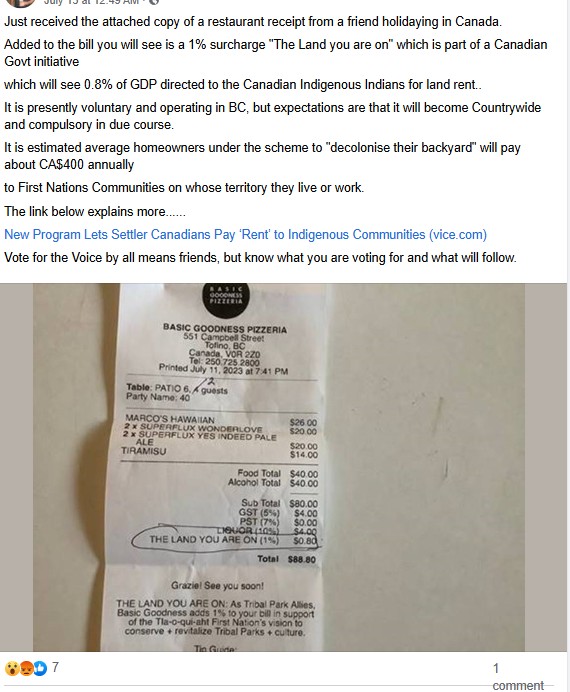 July 15 at 12:49 AM
Just received the attached copy of a restaurant receipt from a friend holidaying in Canada.
Added to the bill you will see is a 1% surcharge "The Land you are on" which is part of a Canadian
Govt initiative
which will see 0.8% of GDP directed to the Canadian Indigenous Indians for land rent..
It is presently voluntary and operating in BC, but expectations are that it will become Countrywide
and compulsory in due course.
It is estimated average homeowners under the scheme to "decolonise their backyard" will pay
about CA$400 annually
to First Nations Communities on whose territory they live or work.
The link below explains more......
New Program Lets Settler Canadians Pay ‘Rent’ to Indigenous Communities (vice.com)
Vote for the Voice by all means friends, but know what you are voting for and what will follow.
BASIC
GOODNESS
PIZZERIA
BASIC GOODNESS PIZZERIA
551 Campbell Street
Tofino, BC
Canada, V0R 2Z0
Tel: 250.725.2800
Printed July 11, 2023 at 7:41 PM
2
Table: PATIO 6, guests
Party Name: 40
MARCO'S HAWAIIAN $26.00
2 x SUPERFLUX WONDERLOVE $20.00
2 x SUPERFLUX YES INDEED PALE
ALE $20.00
TIRAMISU $14.00
Food Total $40.00
Alcohol Total $40.00
Sub Total $80.00
GST (5%) $4.00
PST (7%) $0.00
LIQUOR (10%) $4.00
THE LAND YOU ARE ON (1%) $0.80
Total $88.80
Grazie! See you soon!
THE LAND YOU ARE ON: As Tribal Park Allies,
Basic Goodness adds 1% to your bill in support
of the Tla-o-qui-aht First Nation's vision to
conserve + revitalize Tribal Parks + culture.
Tip Guide:
7
1
comment